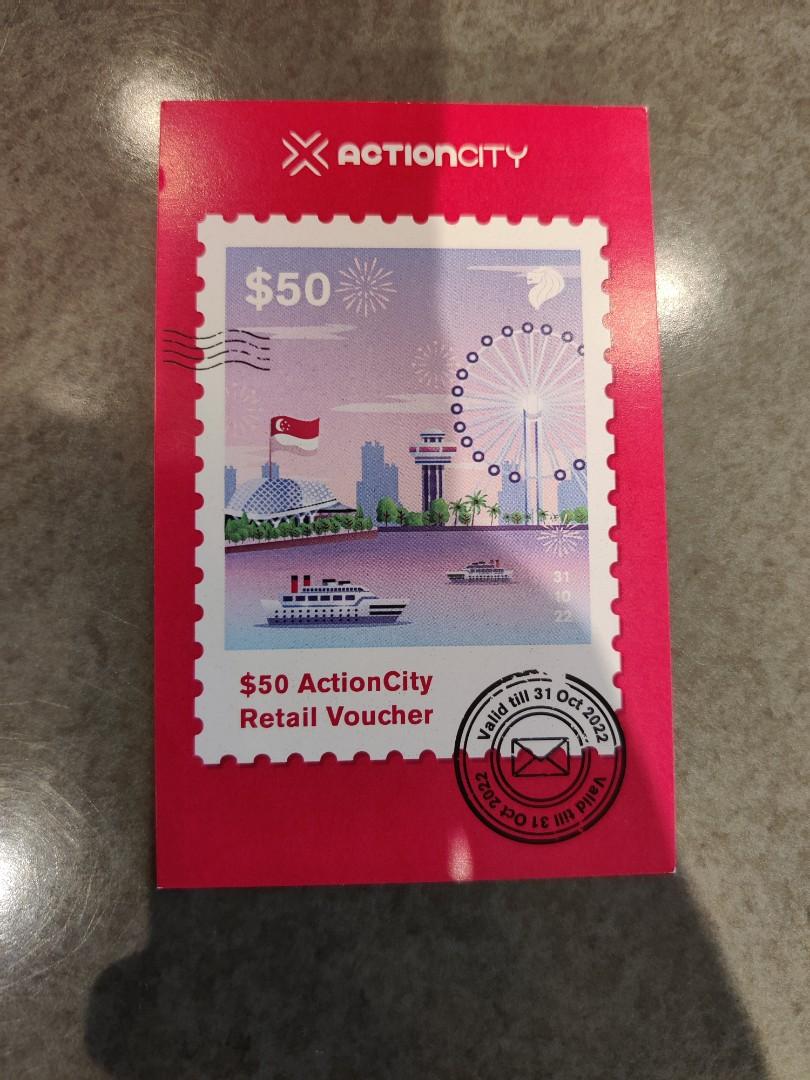 ACTIONCITY
$50
31
10
22
$50 ActionCity
Retail Voucher
Valid till 31 Oct 2022
Valid till 31 Oct 2022